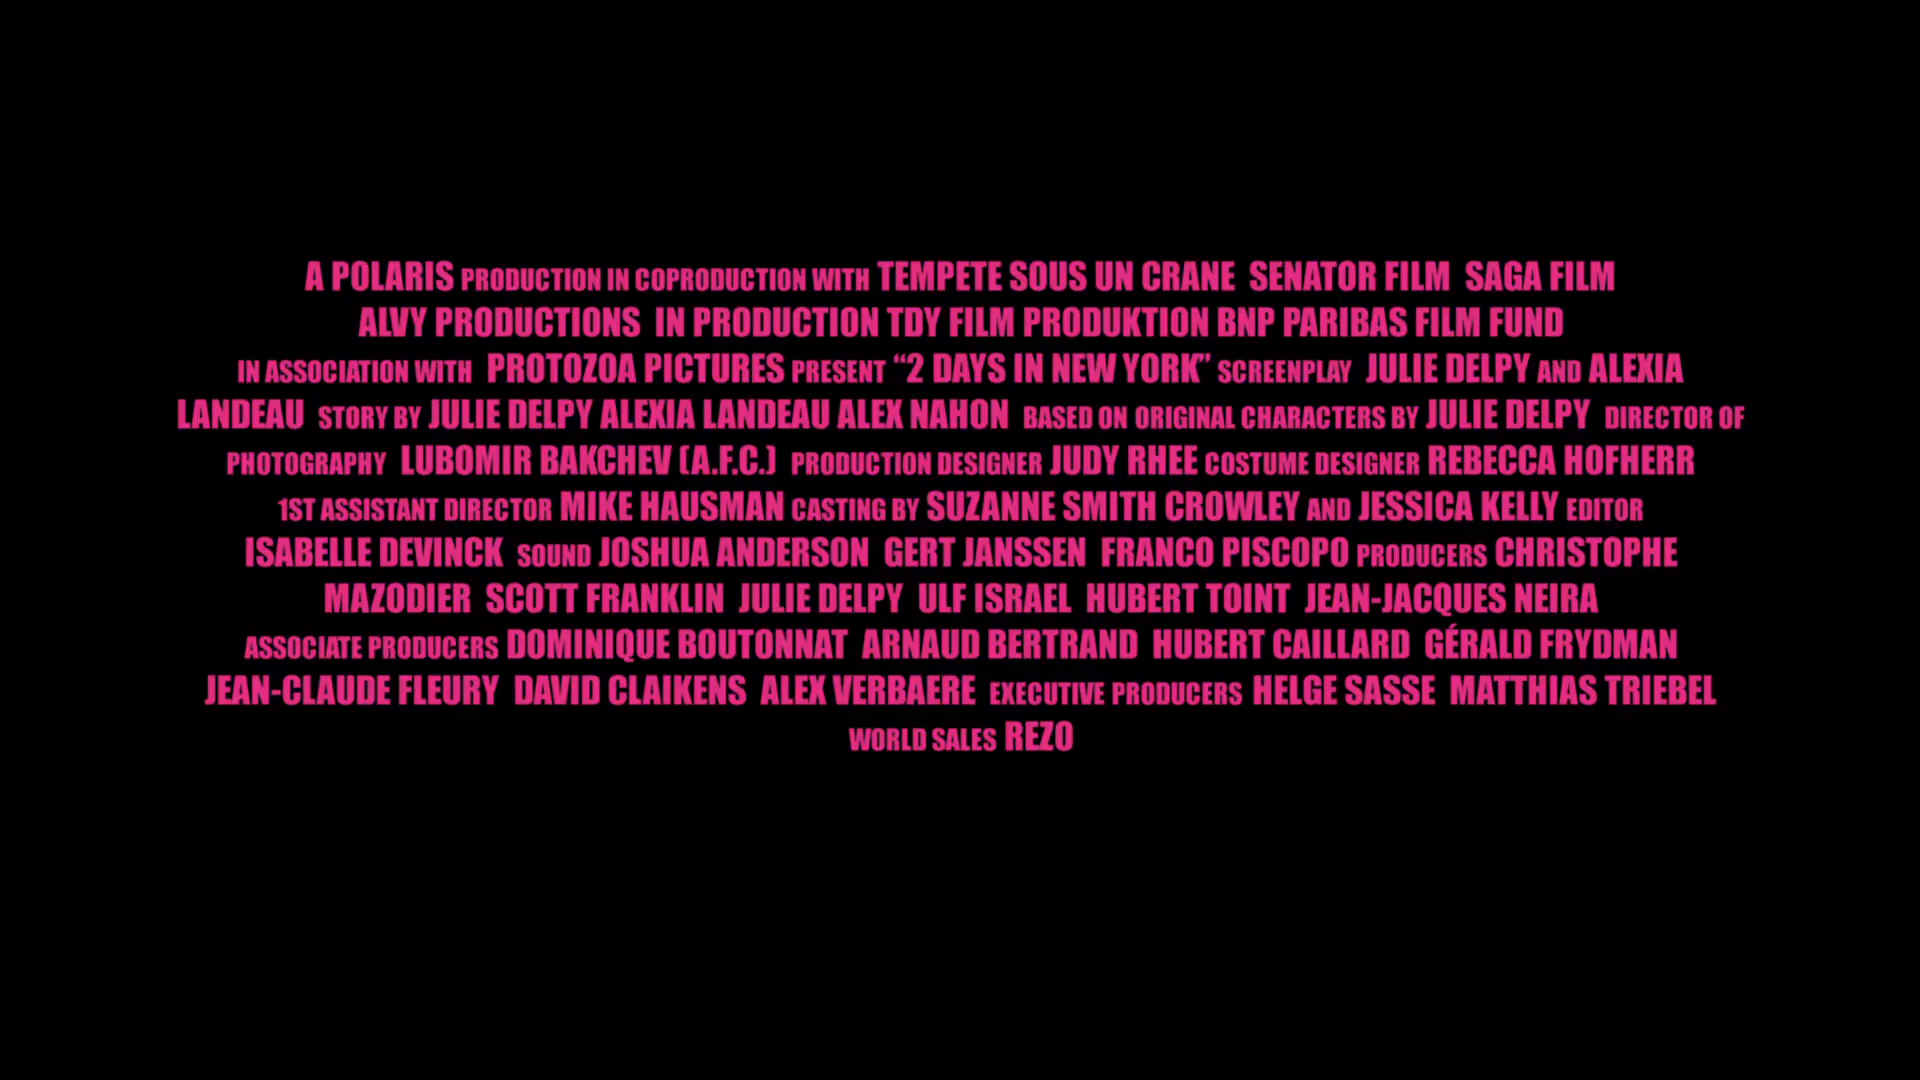 A POLARIS PRODUCTION IN COPRODUCTION WITH TEMPETE SOUS UN CRANE SENATOR FILM SAGA FILM
ALVY PRODUCTIONS IN PRODUCTION TDY FILM PRODUKTION BNP PARIBAS FILM FUND
IN ASSOCIATION WITH PROTOZOA PICTURES PRESENT “2 DAYS IN NEW YORK” SCREENPLAY JULIE DELPY AND ALEXIA
LANDEAU STORY BY JULIE DELPY ALEXIA LANDEAU ALEX NAHON BASED ON ORIGINAL CHARACTERS BY JULIE DELPY DIRECTOR OF
PHOTOGRAPHY LUBOMIR BAKCHEV (A.F.C.) PRODUCTION DESIGNER JUDY RHEE COSTUME DESIGNER REBECCA HOFHERR
1ST ASSISTANT DIRECTOR MIKE HAUSMAN CASTING BY SUZANNE SMITH CROWLEY AND JESSICA KELLY EDITOR
ISABELLE DEVINCK SOUND JOSHUA ANDERSON GERT JANSSEN FRANCO PISCOPO PRODUCERS CHRISTOPHE
MAZODIER SCOTT FRANKLIN JULIE DELPY ULF ISRAEL HUBERT TOINT JEAN-JACQUES NEIRA
ASSOCIATE PRODUCERS DOMINIQUE BOUTONNAT ARNAUD BERTRAND HUBERT CAILLARD GÉRALD FRYDMAN
JEAN-CLAUDE FLEURY DAVID CLAIKENS ALEX VERBAERE EXECUTIVE PRODUCERS HELGE SASSE MATTHIAS TRIEBEL
WORLD SALES REZO